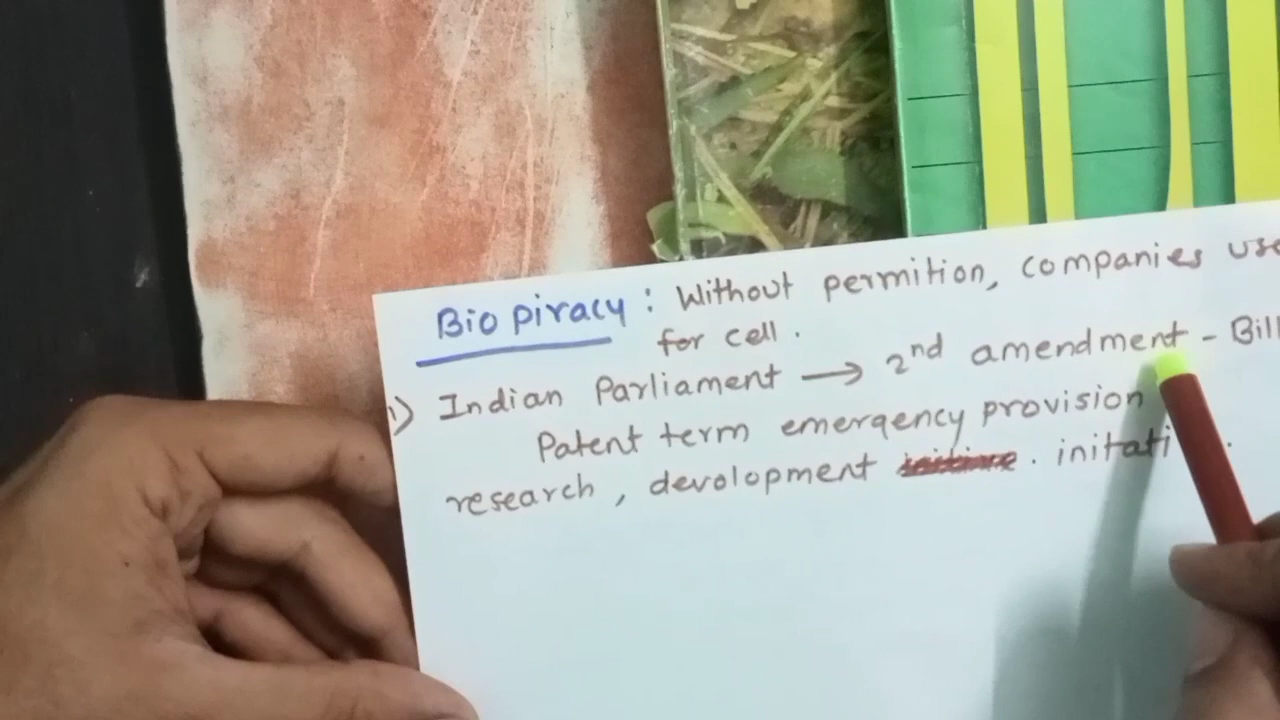 Bio piracy : Without permition, companies use
for cell .
1) Indian Parliament → 2nd amendment - Bill
Patent term emergency provision
research , devolopment . initati